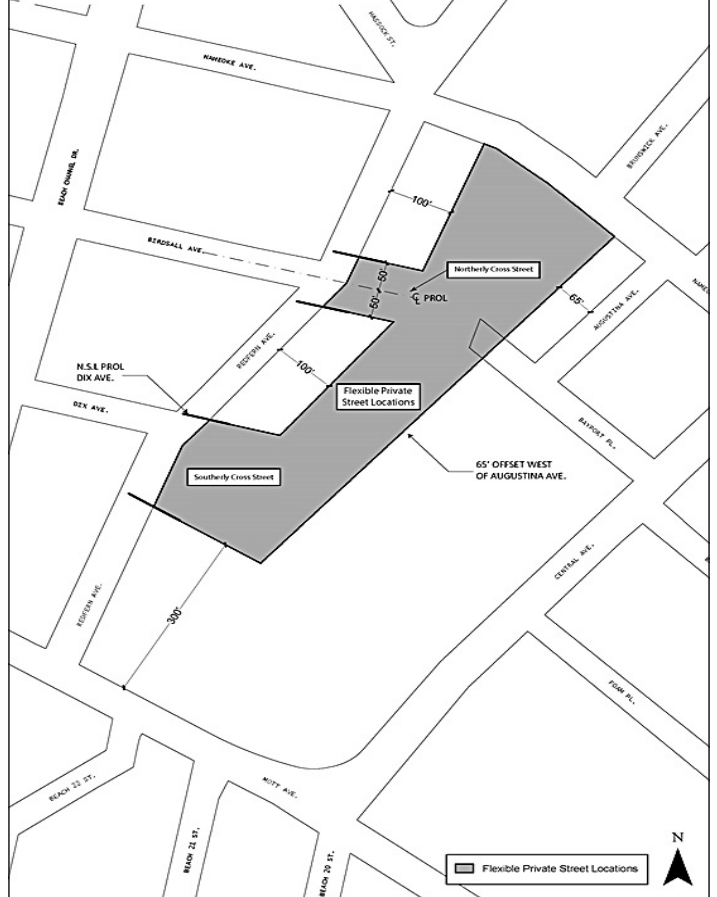 HASSOCK ST.
NAMEOKE AVE.
BRUNSWICK AVE.
BEACH CHANNEL DR.
100'
BIRDSALL AVE.
Northerly Cross Street
50'
50'
℄ PROL
NAMEO
65'
AUGUSTINA AVE.
REDFERN AVE.
N.S.L PROL
DIX AVE.
100'
Flexible Private
Street Locations
DIX AVE.
BAYPORT PL.
Southerly Cross Street
65' OFFSET WEST
OF AUGUSTINA AVE.
CENTRAL AVE.
REDFERN AVE.
300'
FOAM PL.
BEACH 22 ST.
MOTT AVE.
BEACH 21 ST.
BEACH 20 ST.
N
Flexible Private Street Locations